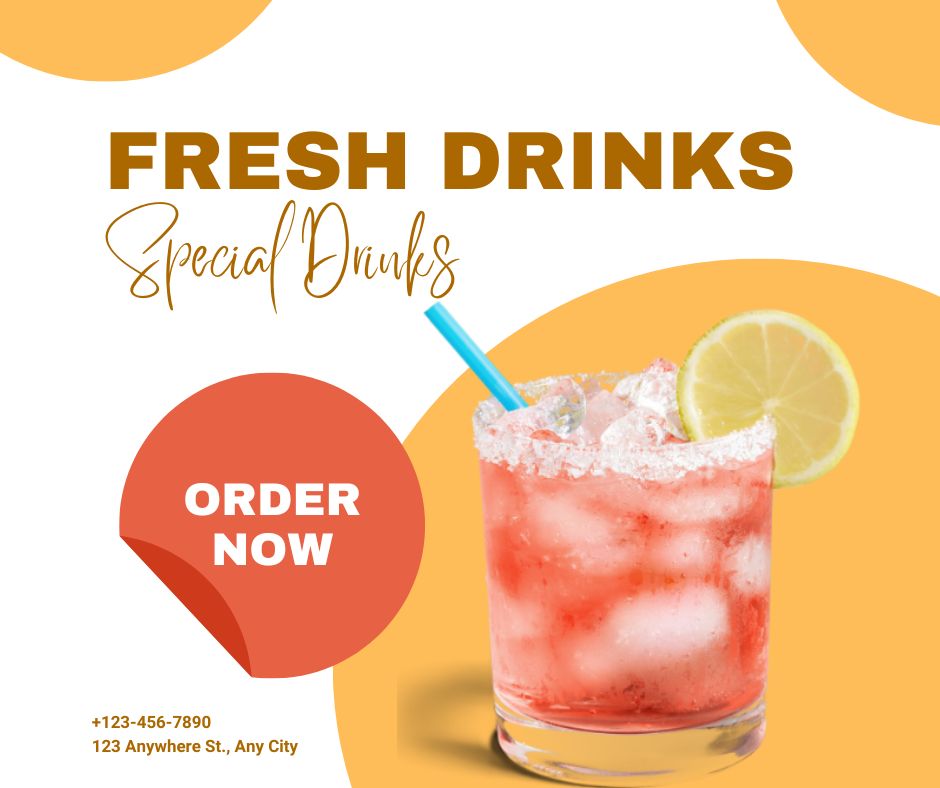 FRESH DRINKS
Special Drinks
ORDER
NOW
+123-456-7890
123 Anywhere St., Any City